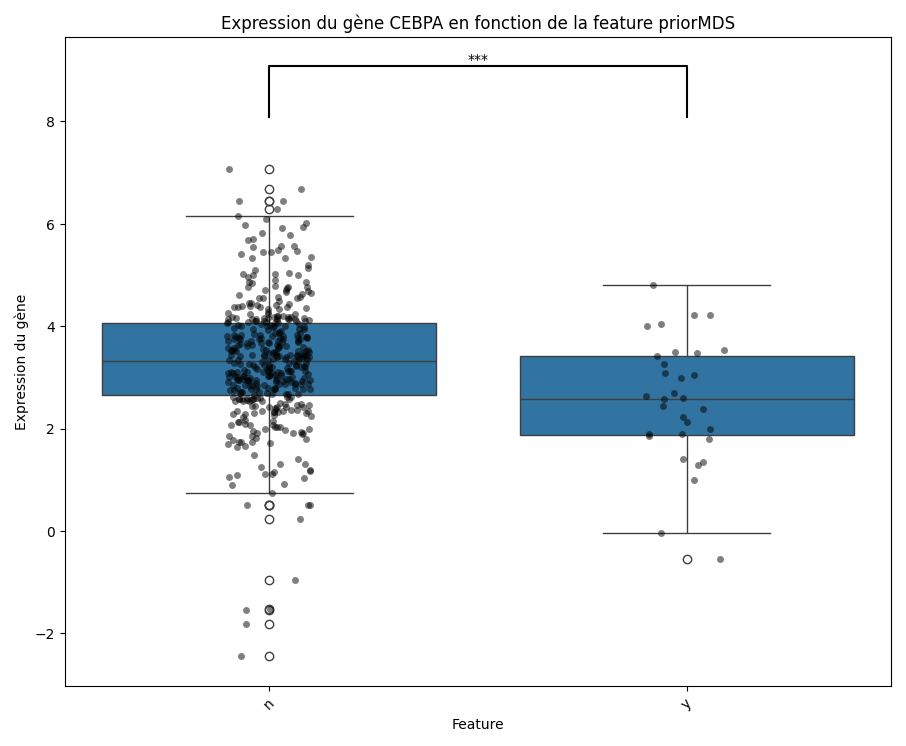 Expression du gène CEBPA en fonction de la feature priorMDS
***
8
6
4
2
0
−2
Expression du gène
n
y
Feature